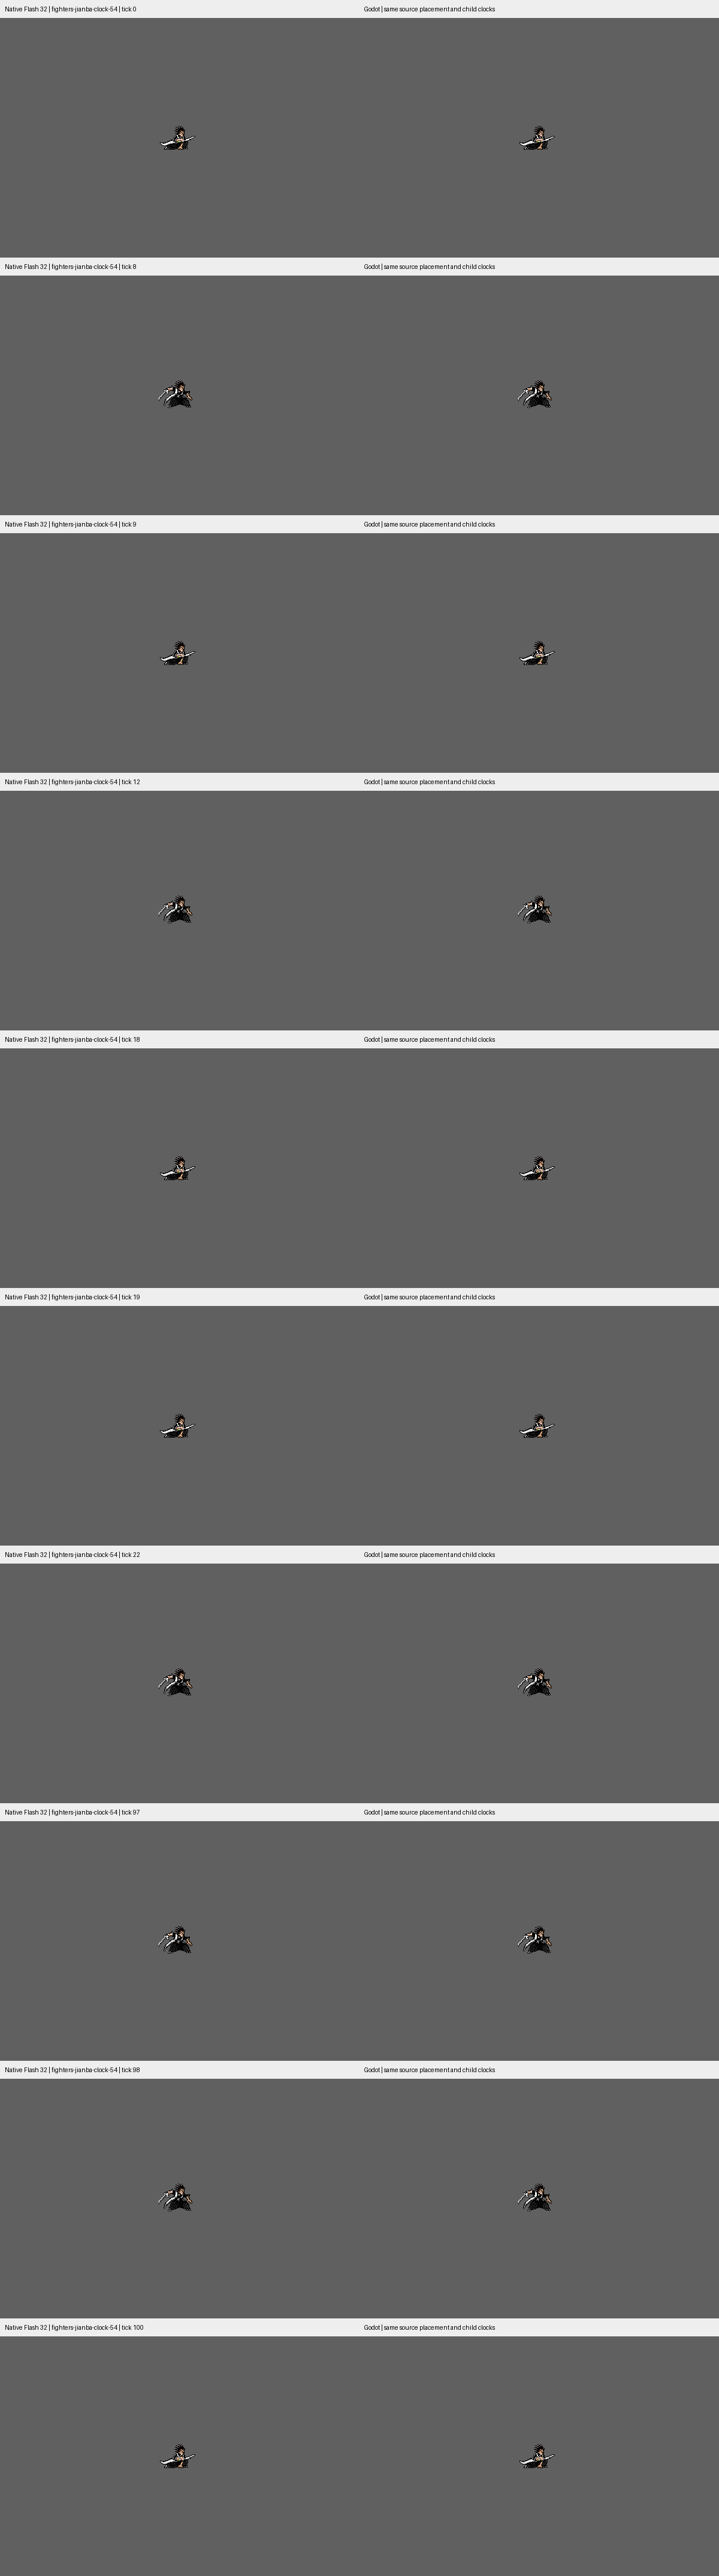 Native Flash 32 | fighters-jianba-clock-54 | tick 0
Godot | same source placement and child clocks
Native Flash 32 | fighters-jianba-clock-54 | tick 8
Godot | same source placement and child clocks
Native Flash 32 | fighters-jianba-clock-54 | tick 9
Godot | same source placement and child clocks
Native Flash 32 | fighters-jianba-clock-54 | tick 12
Godot | same source placement and child clocks
Native Flash 32 | fighters-jianba-clock-54 | tick 18
Godot | same source placement and child clocks
Native Flash 32 | fighters-jianba-clock-54 | tick 19
Godot | same source placement and child clocks
Native Flash 32 | fighters-jianba-clock-54 | tick 22
Godot | same source placement and child clocks
Native Flash 32 | fighters-jianba-clock-54 | tick 97
Godot | same source placement and child clocks
Native Flash 32 | fighters-jianba-clock-54 | tick 98
Godot | same source placement and child clocks
Native Flash 32 | fighters-jianba-clock-54 | tick 100
Godot | same source placement and child clocks